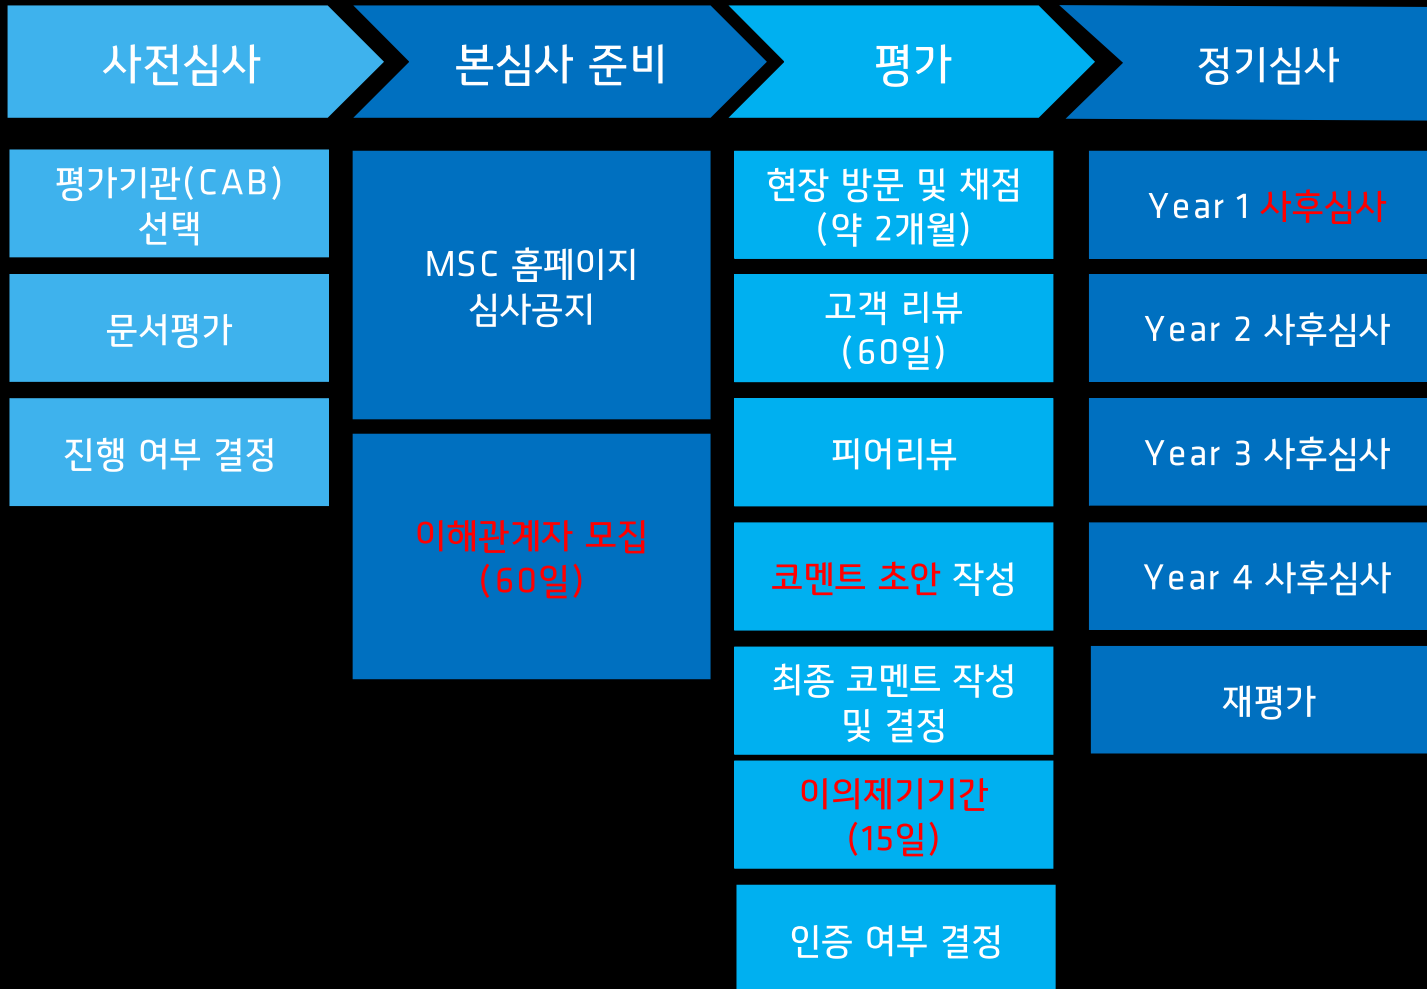 사전심사
본심사 준비
평가
정기심사
평가기관(CAB)
선택
문서평가
진행 여부 결정
MSC 홈페이지
심사공지
이해관계자 모집
(60일)
현장 방문 및 채점
(약 2개월)
고객 리뷰
(60일)
피어리뷰
코멘트 초안 작성
최종 코멘트 작성
및 결정
이의제기기간
(15일)
인증 여부 결정
Year 1 사후심사
Year 2 사후심사
Year 3 사후심사
Year 4 사후심사
재평가